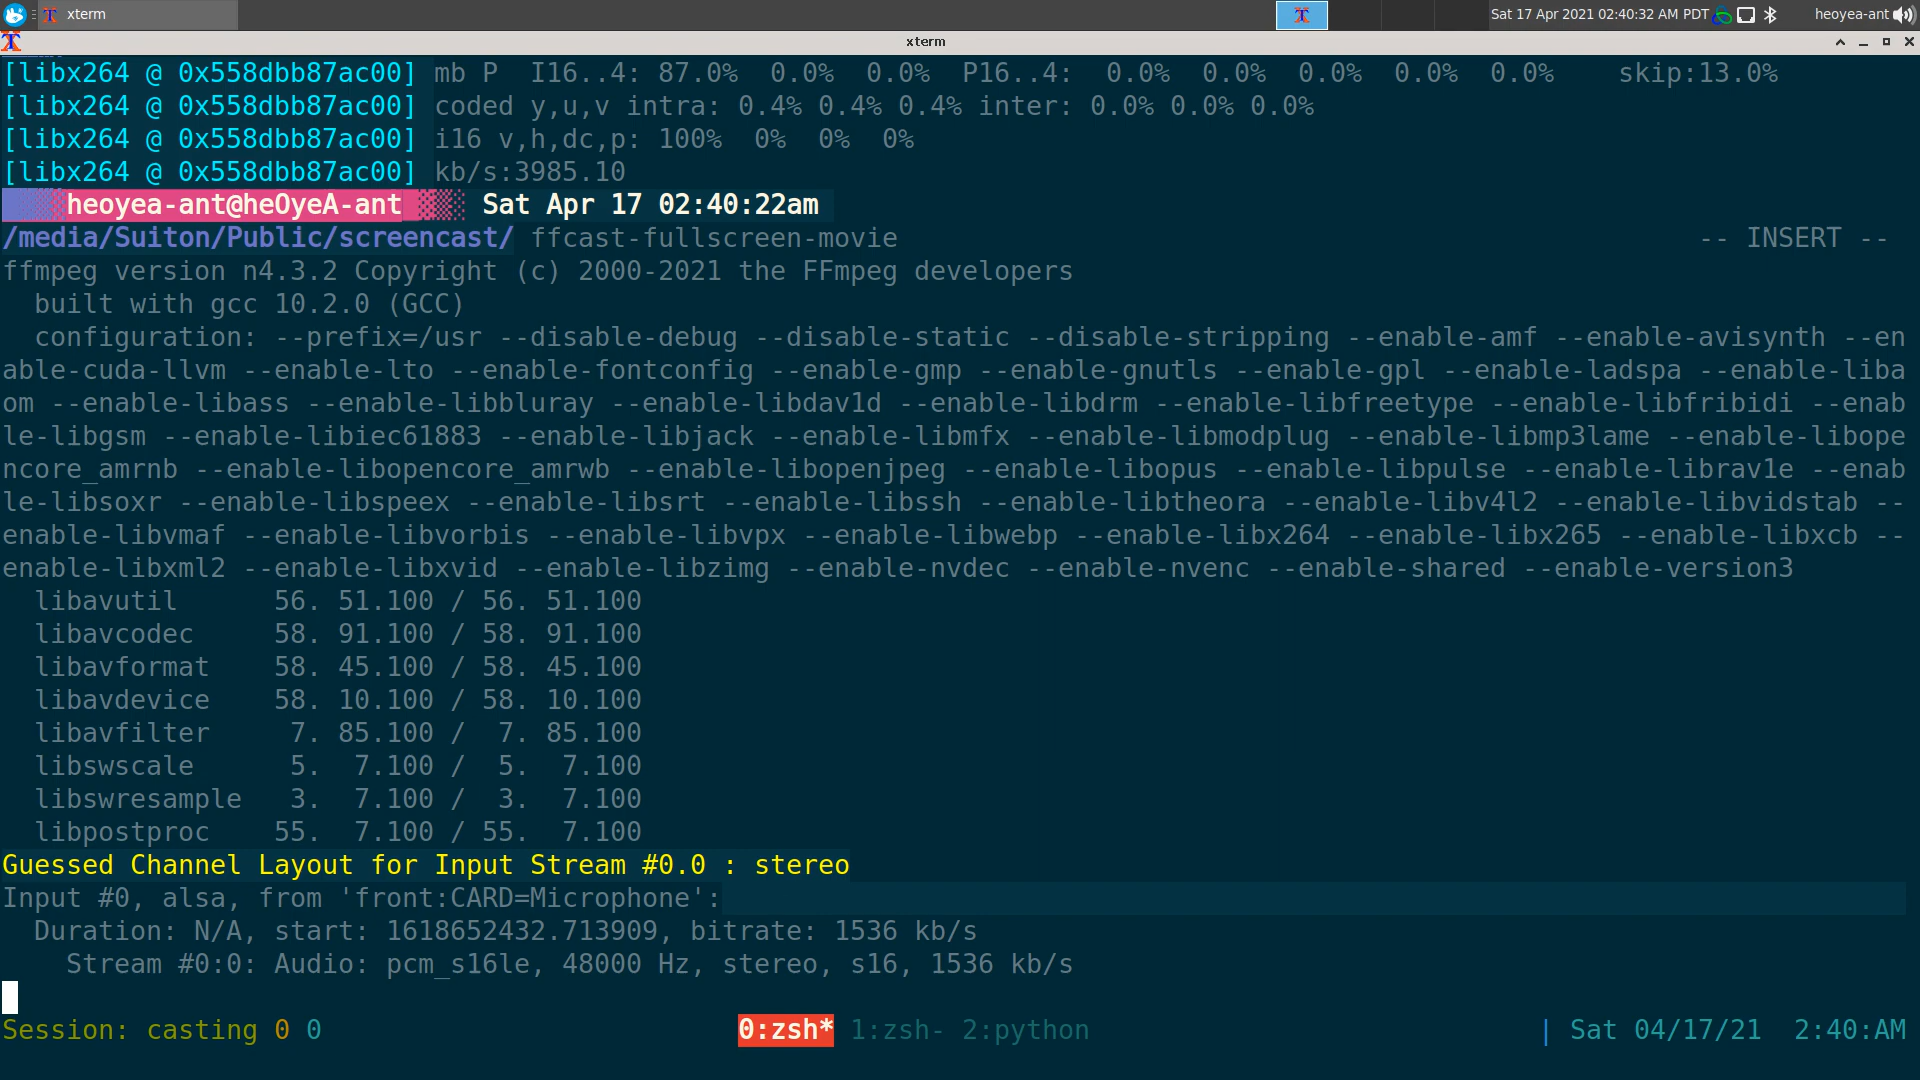 xterm
Sat 17 Apr 2021 02:40:32 AM PDT
heoyea-ant
xterm
[libx264 @ 0x558dbb87ac00] mb P  I16..4: 87.0%  0.0%  0.0%  P16..4:  0.0%  0.0%  0.0%  0.0%  0.0%    skip:13.0%
[libx264 @ 0x558dbb87ac00] coded y,u,v intra: 0.4% 0.4% 0.4% inter: 0.0% 0.0% 0.0%
[libx264 @ 0x558dbb87ac00] i16 v,h,dc,p: 100%  0%  0%  0%
[libx264 @ 0x558dbb87ac00] kb/s:3985.10
heoyea-ant@heOyeA-ant Sat Apr 17 02:40:22am
/media/Suiton/Public/screencast/ ffcast-fullscreen-movie -- INSERT --
ffmpeg version n4.3.2 Copyright (c) 2000-2021 the FFmpeg developers
  built with gcc 10.2.0 (GCC)
  configuration: --prefix=/usr --disable-debug --disable-static --disable-stripping --enable-amf --enable-avisynth --en
able-cuda-llvm --enable-lto --enable-fontconfig --enable-gmp --enable-gnutls --enable-gpl --enable-ladspa --enable-liba
om --enable-libass --enable-libbluray --enable-libdav1d --enable-libdrm --enable-libfreetype --enable-libfribidi --enab
le-libgsm --enable-libiec61883 --enable-libjack --enable-libmfx --enable-libmodplug --enable-libmp3lame --enable-libope
ncore_amrnb --enable-libopencore_amrwb --enable-libopenjpeg --enable-libopus --enable-libpulse --enable-librav1e --enab
le-libsoxr --enable-libspeex --enable-libsrt --enable-libssh --enable-libtheora --enable-libv4l2 --enable-libvidstab --
enable-libvmaf --enable-libvorbis --enable-libvpx --enable-libwebp --enable-libx264 --enable-libx265 --enable-libxcb --
enable-libxml2 --enable-libxvid --enable-libzimg --enable-nvdec --enable-nvenc --enable-shared --enable-version3
  libavutil      56. 51.100 / 56. 51.100
  libavcodec     58. 91.100 / 58. 91.100
  libavformat    58. 45.100 / 58. 45.100
  libavdevice    58. 10.100 / 58. 10.100
  libavfilter     7. 85.100 /  7. 85.100
  libswscale      5.  7.100 /  5.  7.100
  libswresample   3.  7.100 /  3.  7.100
  libpostproc    55.  7.100 / 55.  7.100
Guessed Channel Layout for Input Stream #0.0 : stereo
Input #0, alsa, from 'front:CARD=Microphone':
  Duration: N/A, start: 1618652432.713909, bitrate: 1536 kb/s
    Stream #0:0: Audio: pcm_s16le, 48000 Hz, stereo, s16, 1536 kb/s
Session: casting 0 0 0:zsh* 1:zsh- 2:python | Sat 04/17/21  2:40:AM